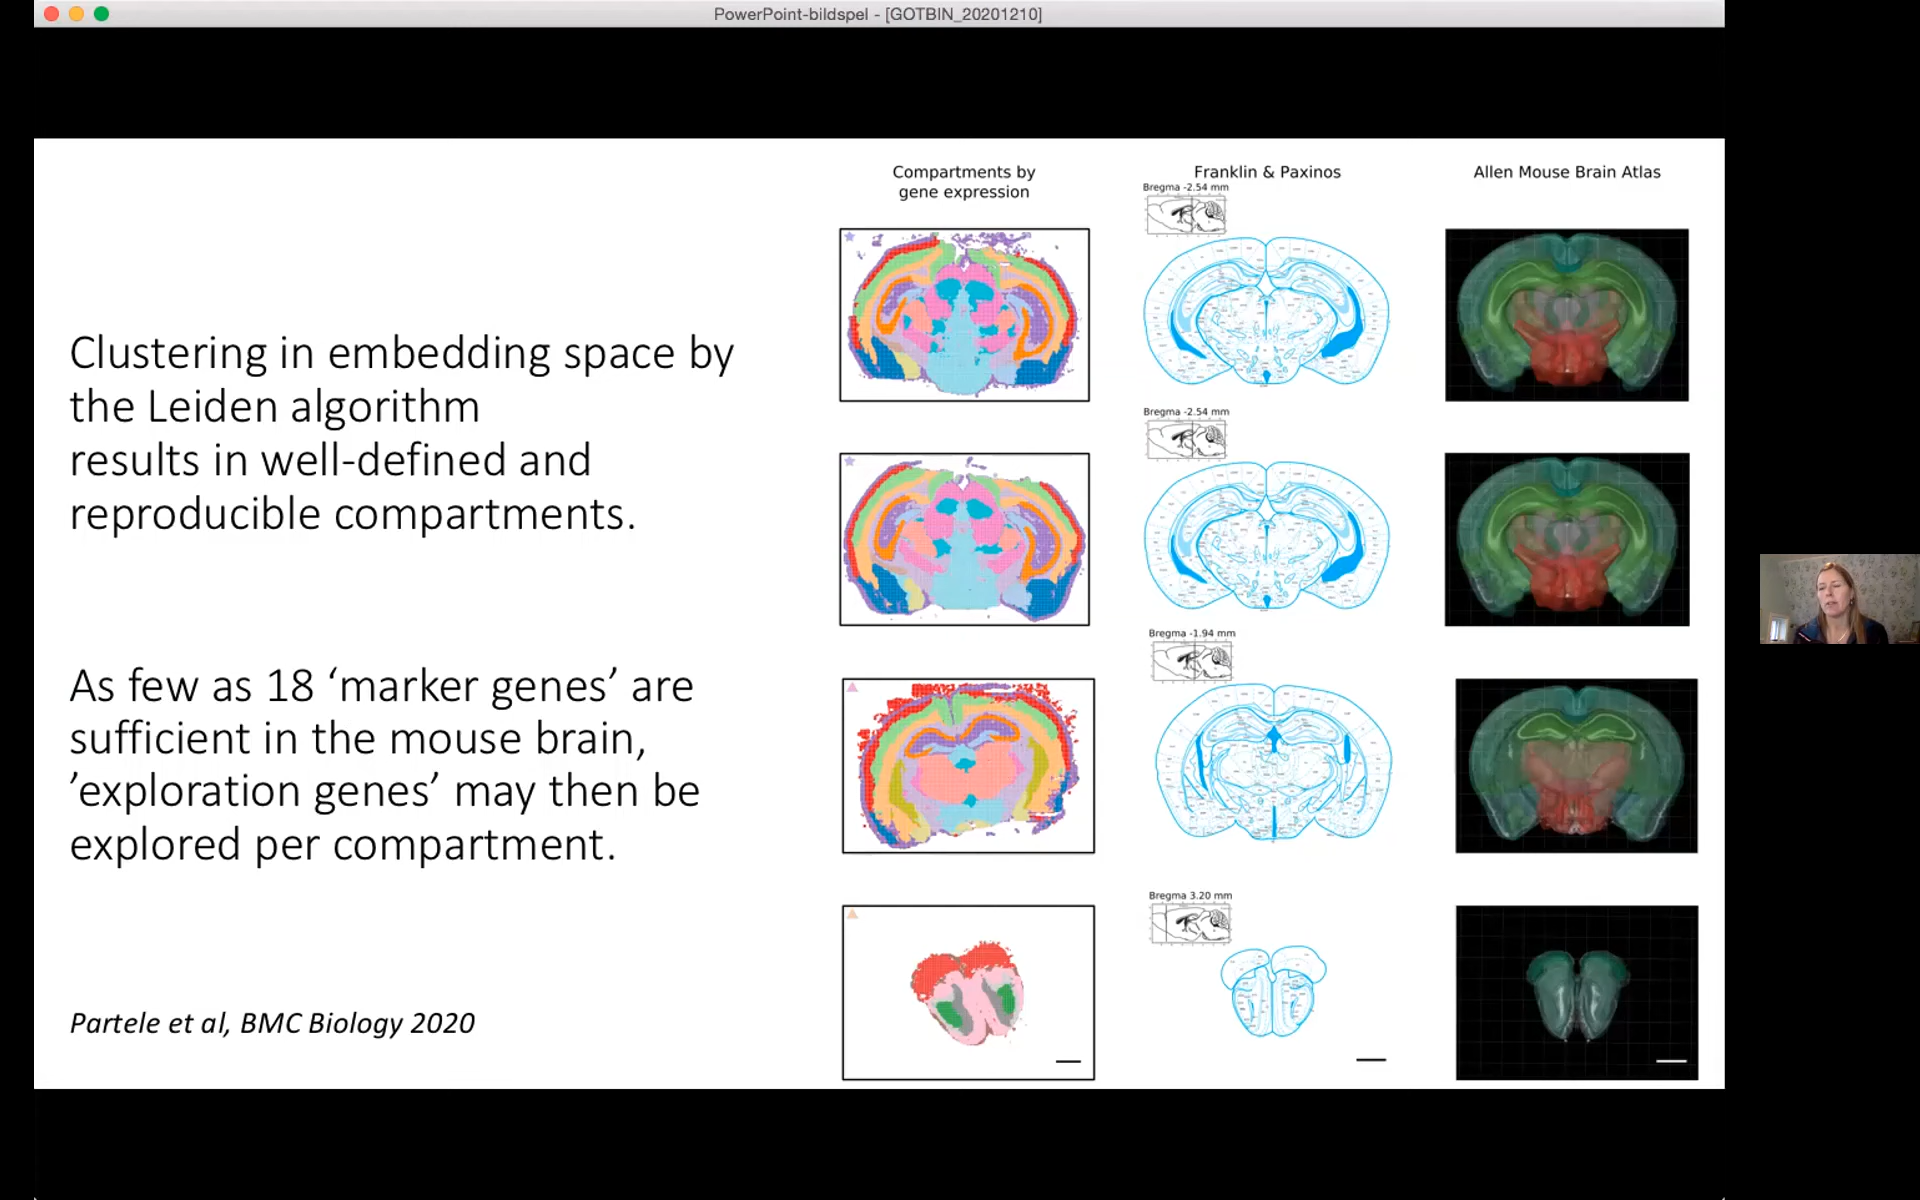 PowerPoint-bildspel - [GOTBIN_20201210]
Clustering in embedding space by
the Leiden algorithm
results in well-defined and
reproducible compartments.
As few as 18 ‘marker genes’ are
sufficient in the mouse brain,
’exploration genes’ may then be
explored per compartment.
Partele et al, BMC Biology 2020
Compartments by
gene expression
Franklin & Paxinos
Allen Mouse Brain Atlas
Bregma -2.54 mm
Bregma -2.54 mm
Bregma -1.94 mm
Bregma 3.20 mm